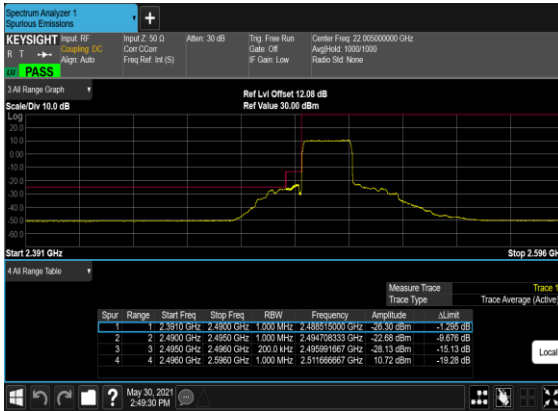 Spectrum Analyzer 1
Spurious Emissions
KEYSIGHT Input: RF Input Z: 50 Ω Atten: 30 dB Trig: Free Run Center Freq: 22.005000000 GHz
R T Coupling: DC Corr CCorr Gate: Off Avg|Hold: 1000/1000
Align: Auto Freq Ref: Int (S) IF Gain: Low Radio Std: None
PASS
3 All Range Graph
Ref Lvl Offset 12.08 dB
Scale/Div 10.0 dB Ref Value 30.00 dBm
Log
20.0
10.0
0.00
-10.0
-20.0
-30.0
-40.0
-50.0
-60.0
Start 2.391 GHz Stop 2.596 GH
4 All Range Table
Measure Trace Trace 1
Trace Type Trace Average (Active)
Spur Range Start Freq Stop Freq RBW Frequency Amplitude ΔLimit
1 1 2.3910 GHz 2.4900 GHz 1.000 MHz 2.488515000 GHz -26.30 dBm -1.295 dB
2 2 2.4900 GHz 2.4950 GHz 1.000 MHz 2.494708333 GHz -22.68 dBm -9.676 dB
3 3 2.4950 GHz 2.4960 GHz 200.0 kHz 2.495991667 GHz -28.13 dBm -15.13 dB
4 4 2.4960 GHz 2.5960 GHz 1.000 MHz 2.511666667 GHz 10.72 dBm -19.28 dB
Local
May 30, 2021
2:49:30 PM